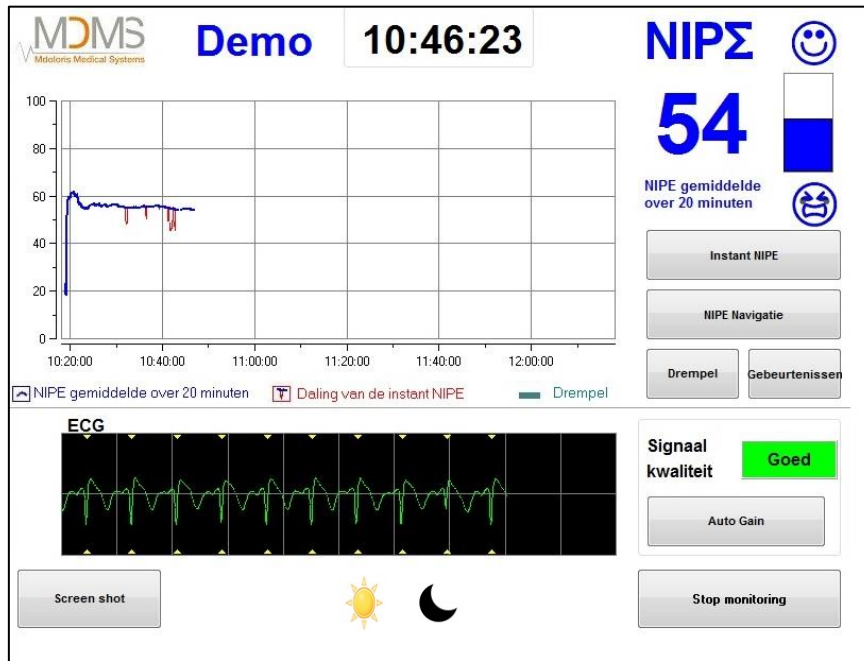 MDMS
Mdoloris Medical Systems
Demo
10:46:23
NIPΣ
54
NIPE gemiddelde
over 20 minuten
100
80
60
40
20
0
10:20:00 10:40:00 11:00:00 11:20:00 11:40:00 12:00:00
NIPE gemiddelde over 20 minuten Daling van de instant NIPE Drempel
Instant NIPE
NIPE Navigatie
Drempel Gebeurtenissen
ECG
Signaal
kwaliteit
Goed
Auto Gain
Screen shot
Stop monitoring